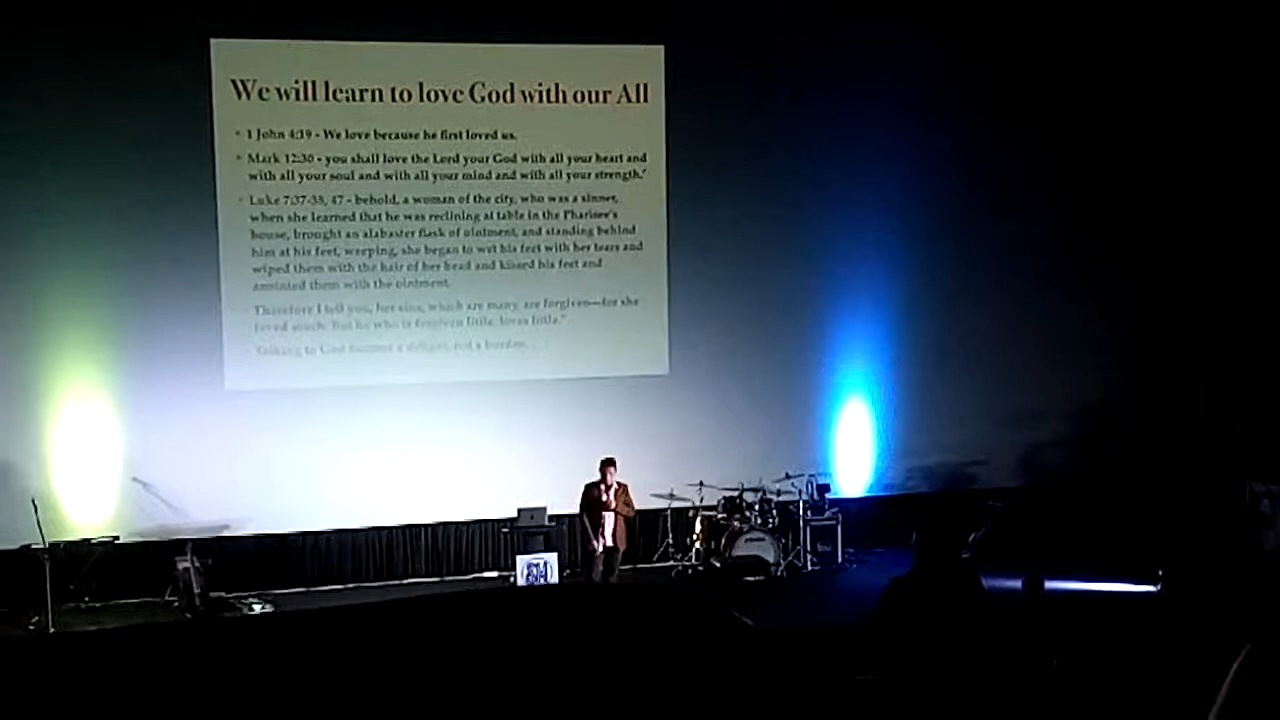 We will learn to love God with our All
1 John 4:19 - We love because he first loved us.
Mark 12:30 - you shall love the Lord your God with all your heart and
with all your soul and with all your mind and with all your strength.'
Luke 7:37-38, 47 - behold, a woman of the city, who was a sinner,
when she learned that he was reclining at table in the Pharisee's
house, brought an alabaster flask of ointment, and standing behind
him at his feet, weeping, she began to wet his feet with her tears and
wiped them with the hair of her head and kissed his feet and
anointed them with the ointment.
Therefore I tell you, her sins, which are many, are forgiven—for she
loved much. But he who is forgiven little, loves little."
Talking to God becomes a delight, not a burden...